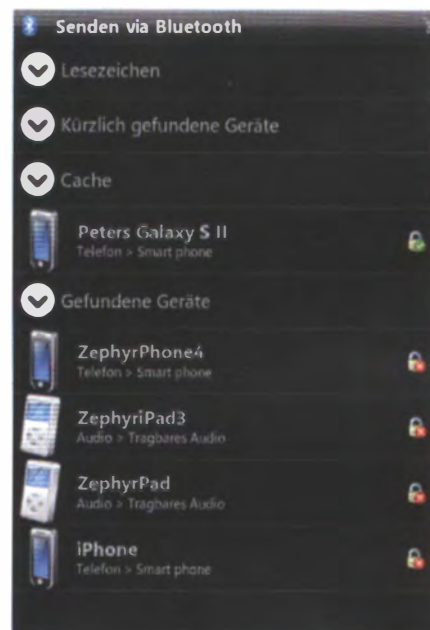 Senden via Bluetooth
Lesezeichen
Kürzlich gefundene Geräte
Cache
Peters Galaxy S II
Telefon > Smart phone
Gefundene Geräte
ZephyrPhone4
Telefon > Smart phone
ZephyriPad3
Audio > Tragbares Audio
ZephyrPad
Audio > Tragbares Audio
iPhone
Telefon > Smart phone